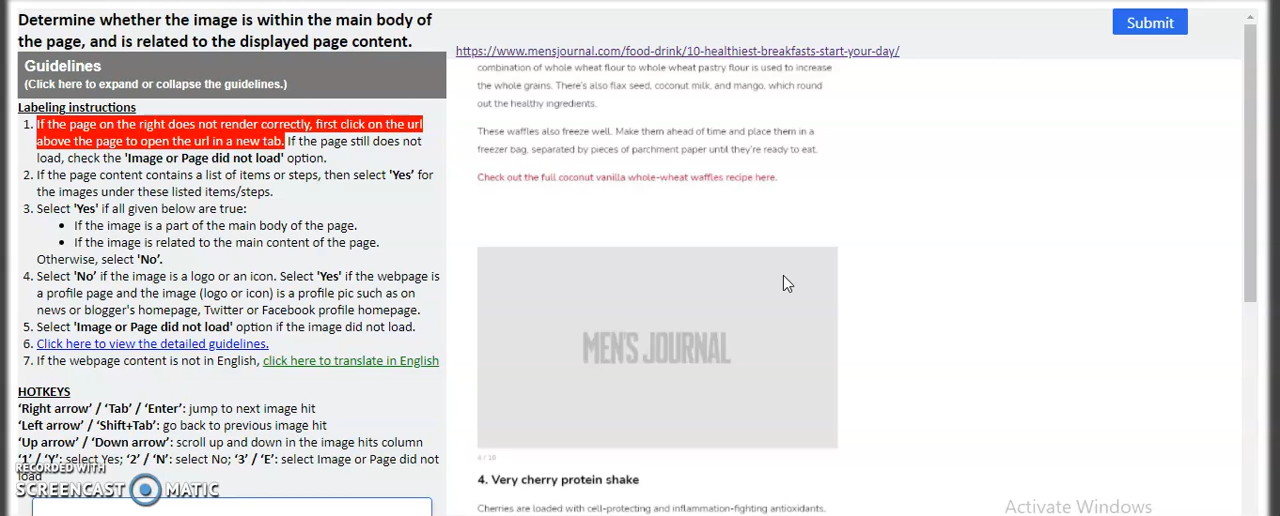 Determine whether the image is within the main body of
the page, and is related to the displayed page content.
Submit
https://www.mensjournal.com/food-drink/10-healthiest-breakfasts-start-your-day/
Guidelines
(Click here to expand or collapse the guidelines.)
Labeling instructions
1. If the page on the right does not render correctly, first click on the url
above the page to open the url in a new tab. If the page still does not
load, check the 'Image or Page did not load' option.
2. If the page content contains a list of items or steps, then select 'Yes' for
the images under these listed items/steps.
3. Select 'Yes' if all given below are true:
• If the image is a part of the main body of the page.
• If the image is related to the main content of the page.
Otherwise, select 'No'.
4. Select 'No' if the image is a logo or an icon. Select 'Yes' if the webpage is
a profile page and the image (logo or icon) is a profile pic such as on
news or blogger's homepage, Twitter or Facebook profile homepage.
5. Select 'Image or Page did not load' option if the image did not load.
6. Click here to view the detailed guidelines.
7. If the webpage content is not in English, click here to translate in English
HOTKEYS
'Right arrow' / 'Tab' / 'Enter': jump to next image hit
'Left arrow' / 'Shift+Tab': go back to previous image hit
'Up arrow' / 'Down arrow': scroll up and down in the image hits column
'1' / 'Y': select Yes; '2' / 'N': select No; '3' / 'E': select Image or Page did not
load
RECORDED WITH
SCREENCAST MATIC
combination of whole wheat flour to whole wheat pastry flour is used to increase
the whole grains. There's also flax seed, coconut milk, and mango, which round
out the healthy ingredients.
These waffles also freeze well. Make them ahead of time and place them in a
freezer bag, separated by pieces of parchment paper until they're ready to eat.
Check out the full coconut vanilla whole-wheat waffles recipe here.
MEN'S JOURNAL
4 / 10
4. Very cherry protein shake
Cherries are loaded with cell-protecting and inflammation-fighting antioxidants.
Activate Windows